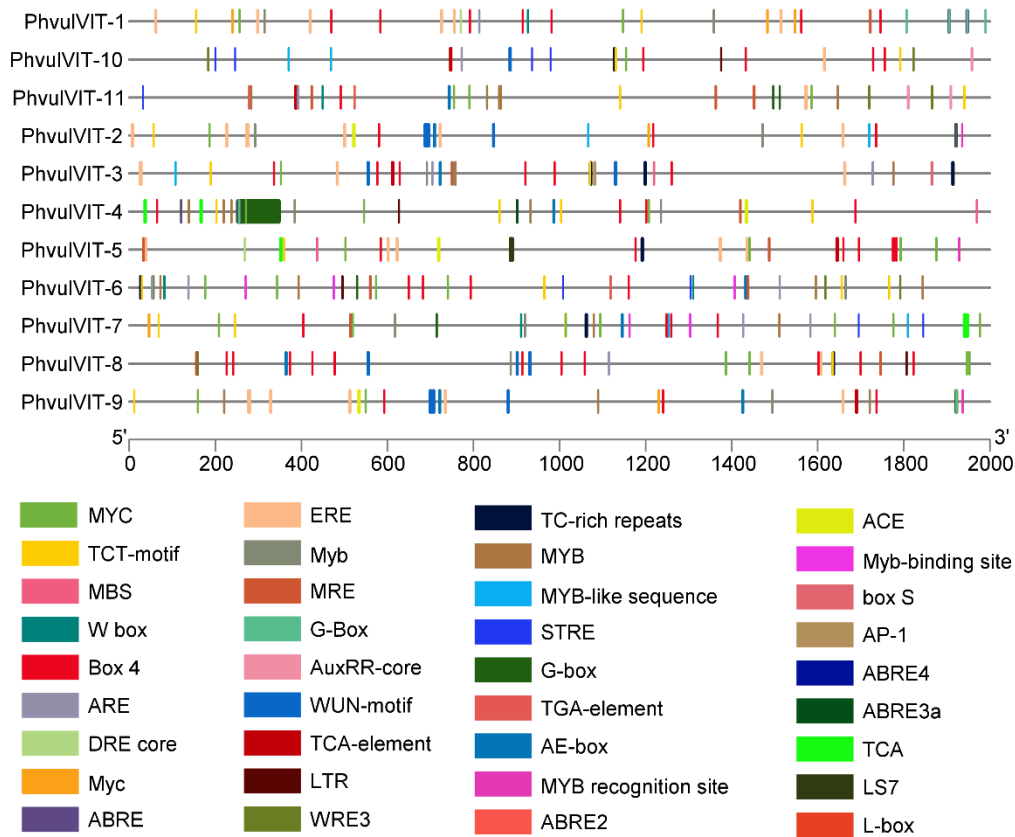 PhvulVIT-1
PhvulVIT-10
PhvulVIT-11
PhvulVIT-2
PhvulVIT-3
PhvulVIT-4
PhvulVIT-5
PhvulVIT-6
PhvulVIT-7
PhvulVIT-8
PhvulVIT-9
5' 3'
0 200 400 600 800 1000 1200 1400 1600 1800 2000
MYC ERE TC-rich repeats ACE
TCT-motif Myb MYB Myb-binding site
MBS MRE MYB-like sequence box S
W box G-Box STRE AP-1
Box 4 AuxRR-core G-box ABRE4
ARE WUN-motif TGA-element ABRE3a
DRE core TCA-element AE-box TCA
Myc LTR MYB recognition site LS7
ABRE WRE3 ABRE2 L-box